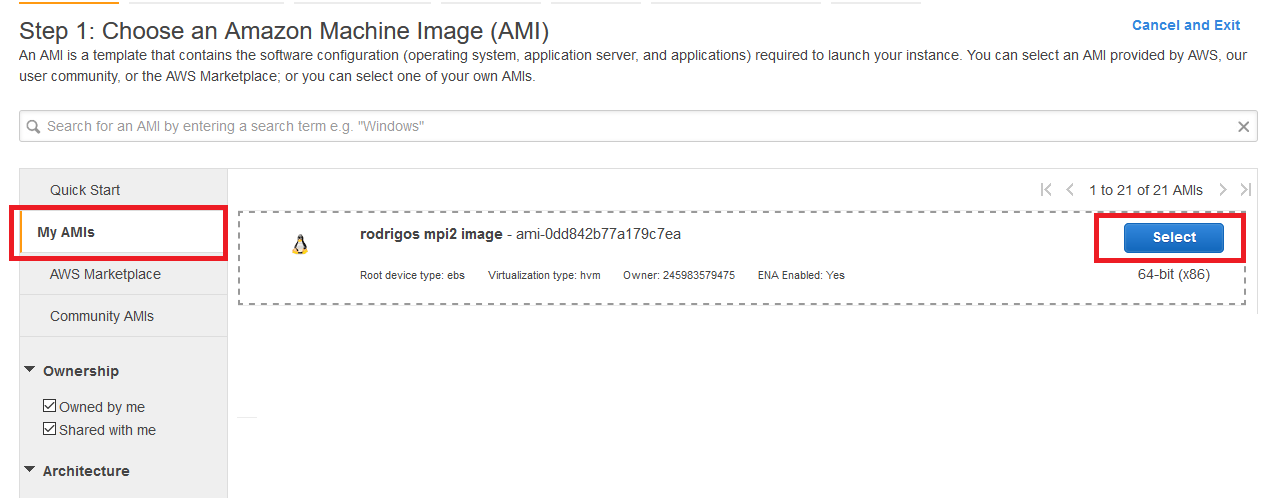 Step 1: Choose an Amazon Machine Image (AMI)
Cancel and Exit
An AMI is a template that contains the software configuration (operating system, application server, and applications) required to launch your instance. You can select an AMI provided by AWS, our
user community, or the AWS Marketplace; or you can select one of your own AMIs.
Search for an AMI by entering a search term e.g. "Windows"
Quick Start
1 to 21 of 21 AMIs
My AMIs
rodrigos mpi2 image - ami-0dd842b77a179c7ea
Select
AWS Marketplace
Root device type: ebs Virtualization type: hvm Owner: 245983579475 ENA Enabled: Yes
64-bit (x86)
Community AMIs
Ownership
Owned by me
Shared with me
Architecture